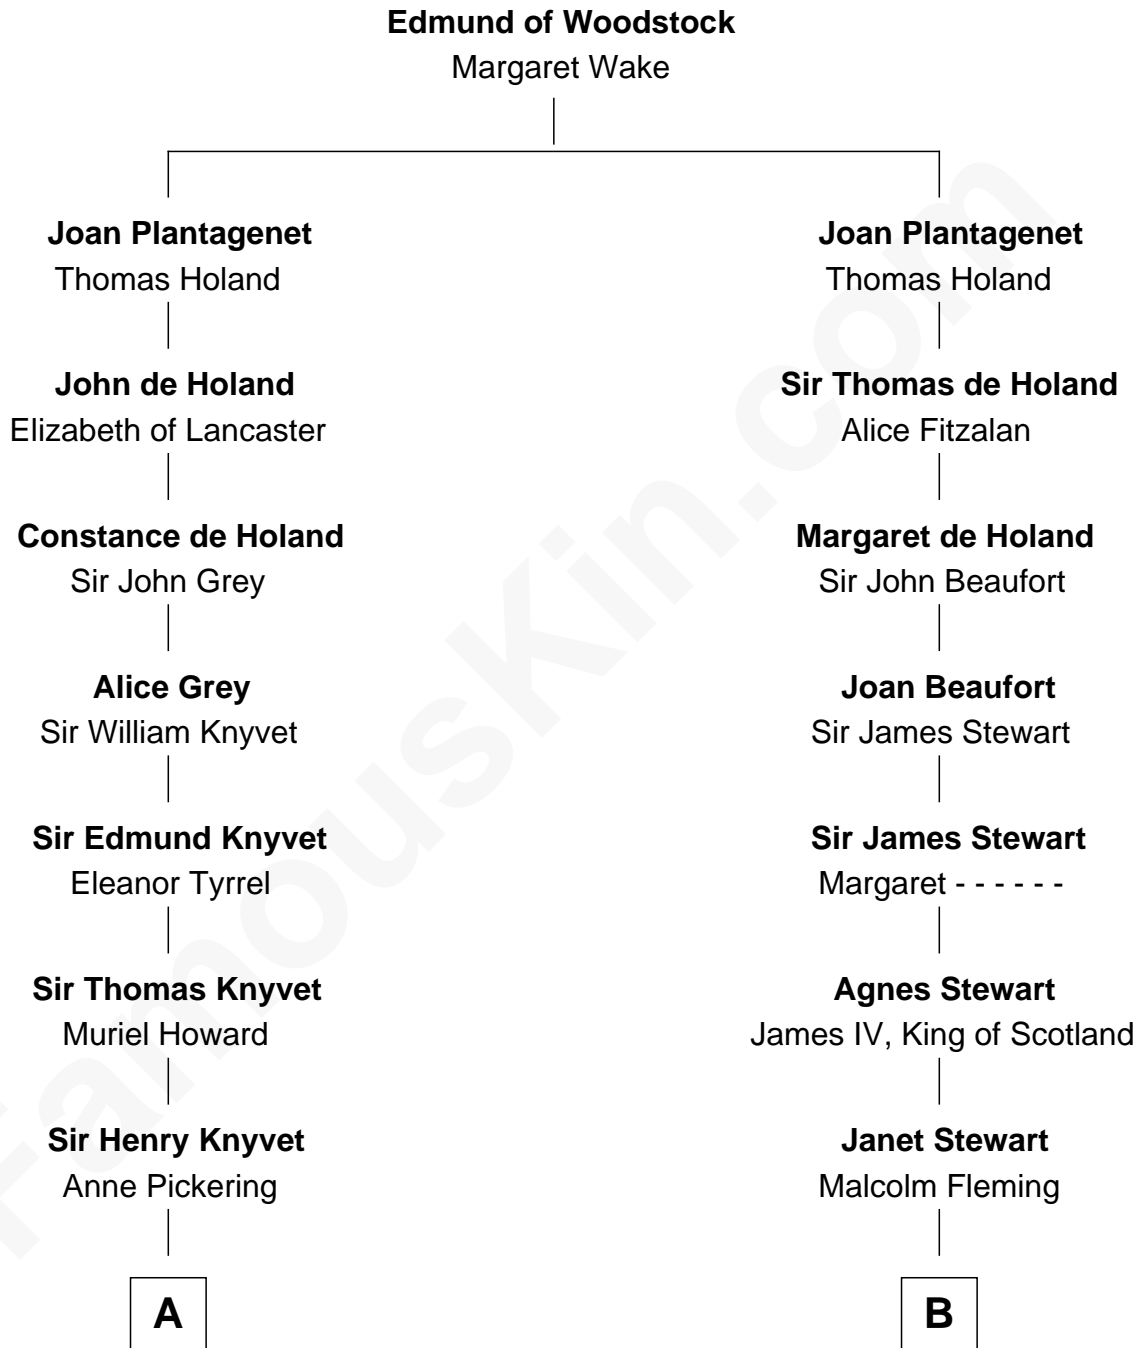 Edmund of Woodstock
Margaret Wake
Joan Plantagenet
Thomas Holand
John de Holand
Elizabeth of Lancaster
Constance de Holand
Sir John Grey
Alice Grey
Sir William Knyvet
Sir Edmund Knyvet
Eleanor Tyrrel
Sir Thomas Knyvet
Muriel Howard
Sir Henry Knyvet
Anne Pickering
A
Joan Plantagenet
Thomas Holand
Sir Thomas de Holand
Alice Fitzalan
Margaret de Holand
Sir John Beaufort
Joan Beaufort
Sir James Stewart
Sir James Stewart
Margaret - - - - - -
Agnes Stewart
James IV, King of Scotland
Janet Stewart
Malcolm Fleming
B
FamousKin.com